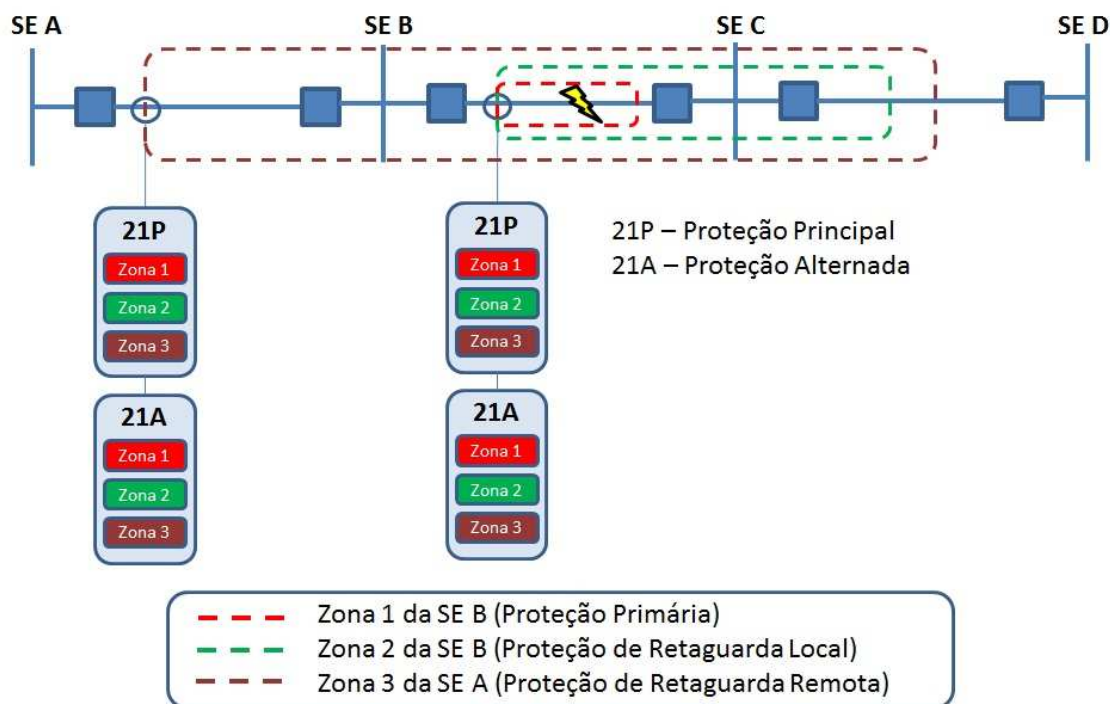 SE A
SE B
SE C
SE D
21P
Zona 1
Zona 2
Zona 3
21A
Zona 1
Zona 2
Zona 3
21P
Zona 1
Zona 2
Zona 3
21A
Zona 1
Zona 2
Zona 3
21P – Proteção Principal
21A – Proteção Alternada
Zona 1 da SE B (Proteção Primária)
Zona 2 da SE B (Proteção de Retaguarda Local)
Zona 3 da SE A (Proteção de Retaguarda Remota)